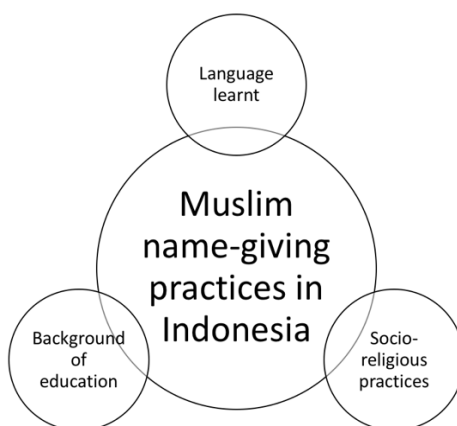 Language
learnt
Muslim
name-giving
practices in
Indonesia
Background
of
education
Socio-
religious
practices